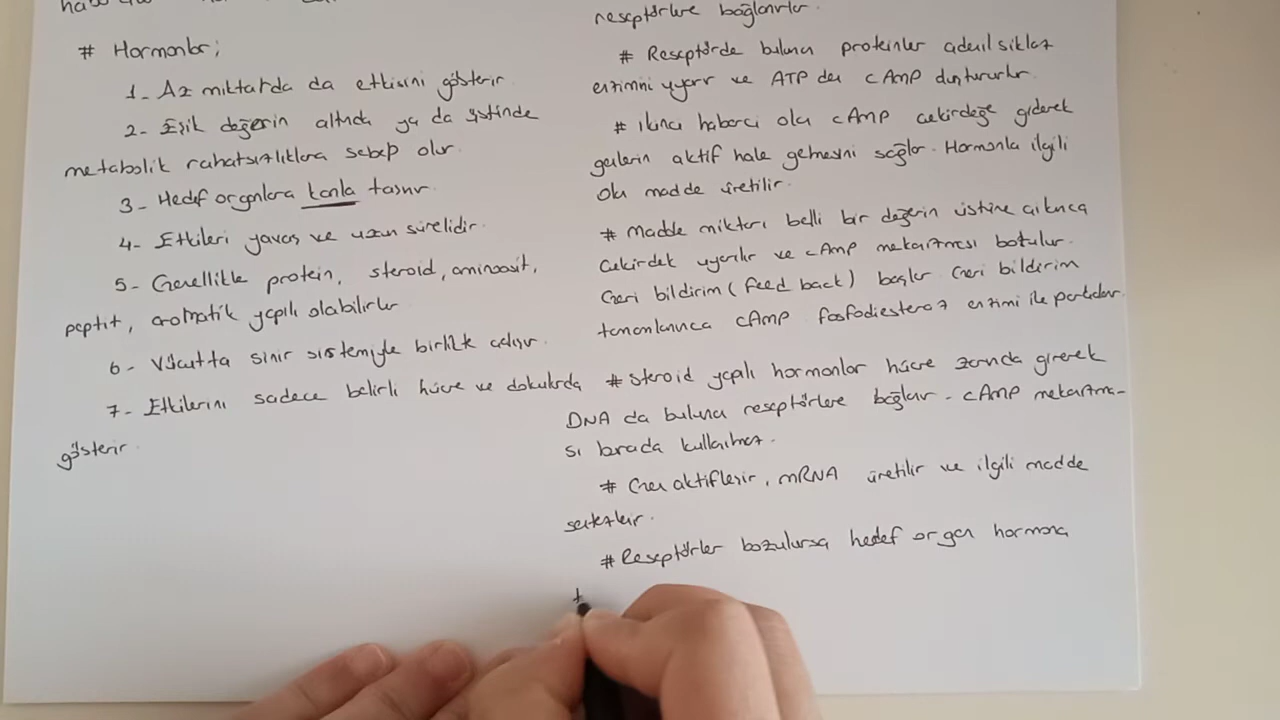 # Hormonlar;
1- Az miktarda da etkisini gösterir
2- Eşik değerin altında ya da üstünde
metabolik rahatsızlıklara sebep olur.
3- Hedef organlara kanla taşınır.
4- Etkileri yavaş ve uzun sürelidir.
5- Genellikle protein, steroid, aminoasit,
peptit, aromatik yapılı olabilirler
6- Vücutta sinir sistemiyle birlikte çalışır.
7- Etkilerini sadece belirli hücre ve dokularda
gösterir.
reseptörlere bağlanırlar.
# Reseptörde bulunan proteinler adenil siklaz
enzimini uyarır ve ATP den cAMP dönüştürürler.
# ikinci haberci olan cAMP çekirdeğe giderek
genlerin aktif hale gelmesini sağlar. Hormonla ilgili
olan madde üretilir.
# Madde miktarı belli bir değerin üstüne çıkınca
Çekirdek uyarılır ve cAMP mekanizması bozulur.
Geri bildirim (feed back) başlar Geri bildirim
tamamlanınca cAMP fosfodiesteraz enzimi ile parçalanır.
# Steroid yapılı hormonlar hücre zarında girerek
DNA da buluna reseptörlere bağlanır - cAMP mekanizma-
sı burada kullanılmaz.
# Gen aktifleşir, mRNA üretilir ve ilgili madde
sentezlenir.
# Reseptörler bozulursa hedef organ hormona
t